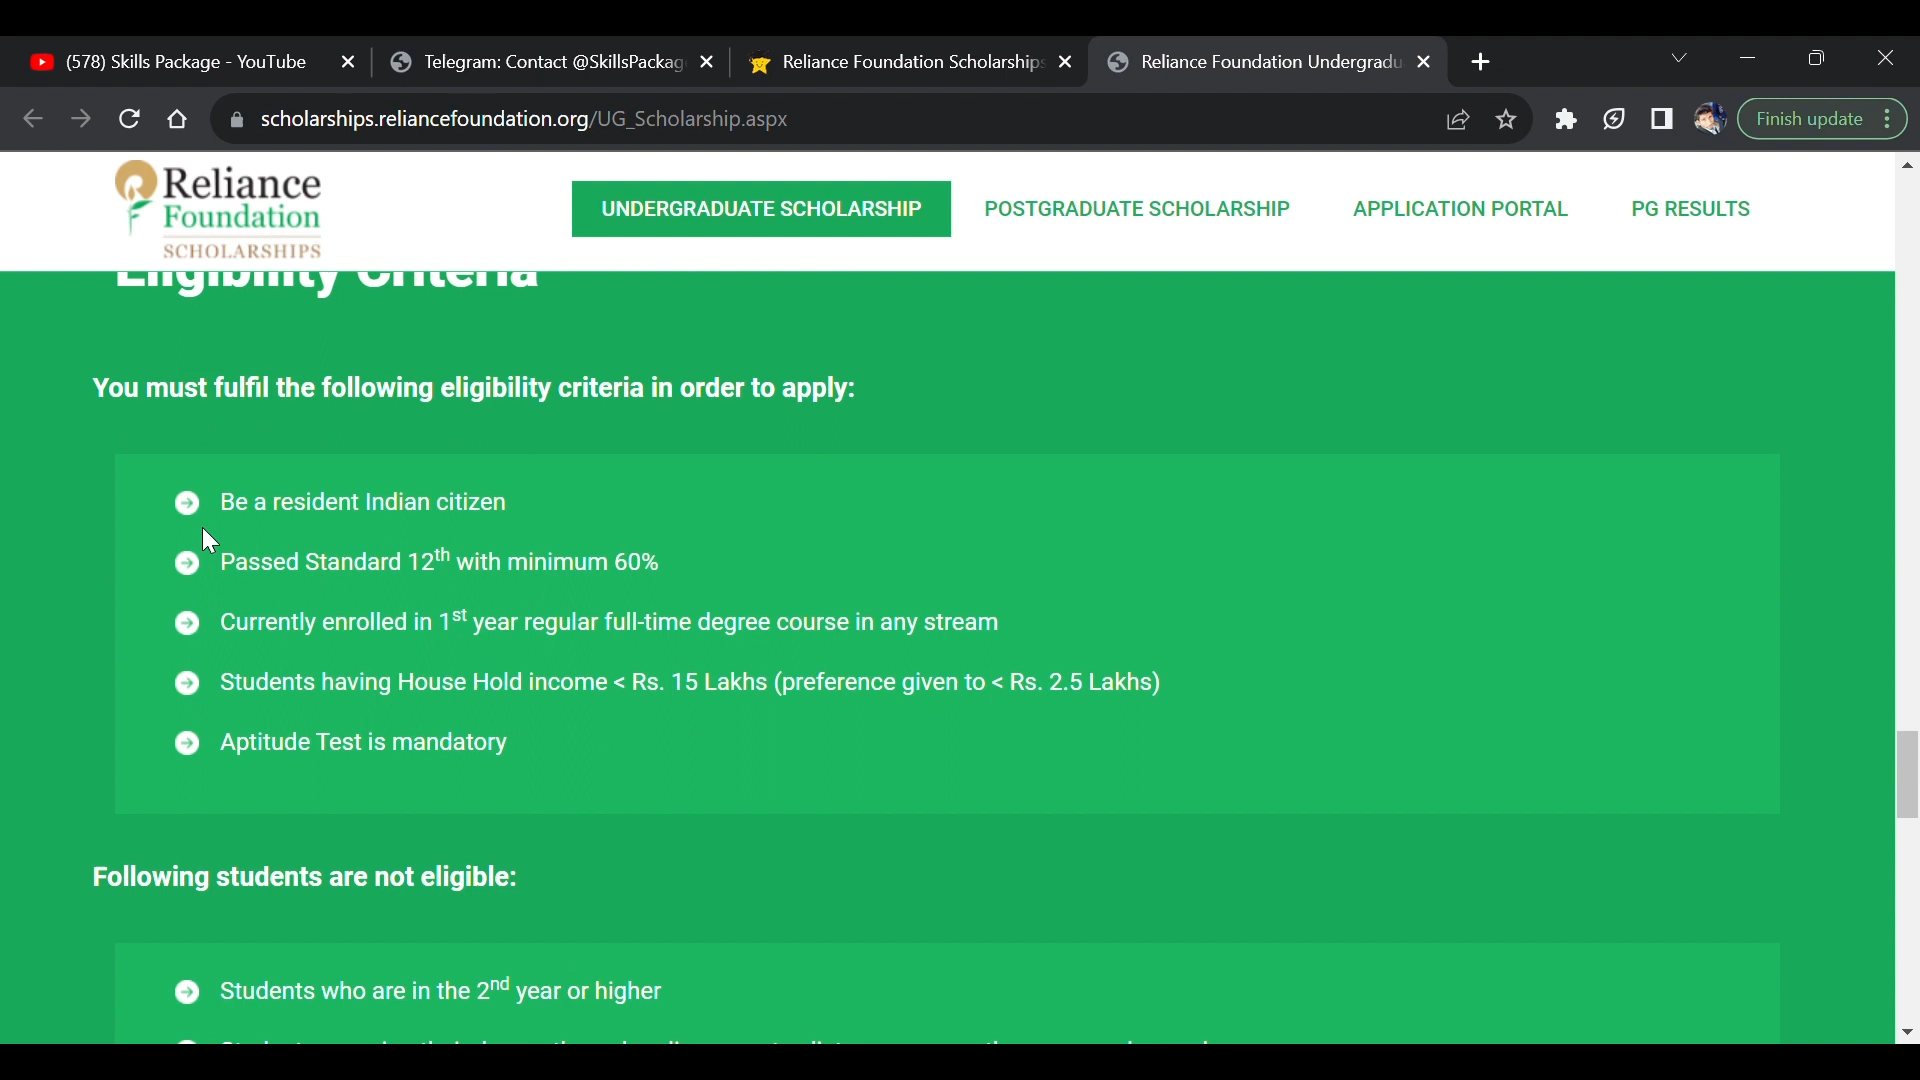 (578) Skills Package - YouTube
Telegram: Contact @SkillsPackag
Reliance Foundation Scholarships
Reliance Foundation Undergradu
scholarships.reliancefoundation.org/UG_Scholarship.aspx
Finish update
Reliance
Foundation
SCHOLARSHIPS
UNDERGRADUATE SCHOLARSHIP
POSTGRADUATE SCHOLARSHIP
APPLICATION PORTAL
PG RESULTS
Eligibility Criteria
You must fulfil the following eligibility criteria in order to apply:
Be a resident Indian citizen
Passed Standard 12th with minimum 60%
Currently enrolled in 1st year regular full-time degree course in any stream
Students having House Hold income < Rs. 15 Lakhs (preference given to < Rs. 2.5 Lakhs)
Aptitude Test is mandatory
Following students are not eligible:
Students who are in the 2nd year or higher